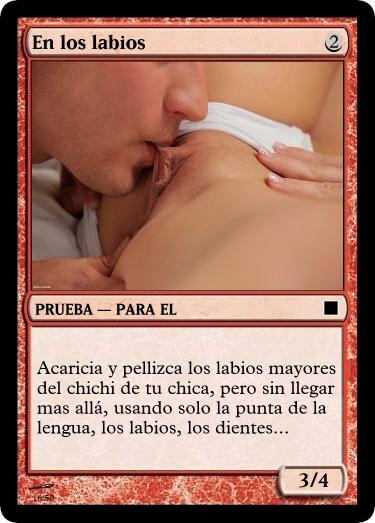 En los labios
2
PRUEBA — PARA EL
Acaricia y pellizca los labios mayores
del chichi de tu chica, pero sin llegar
mas allá, usando solo la punta de la
lengua, los labios, los dientes...
3/4